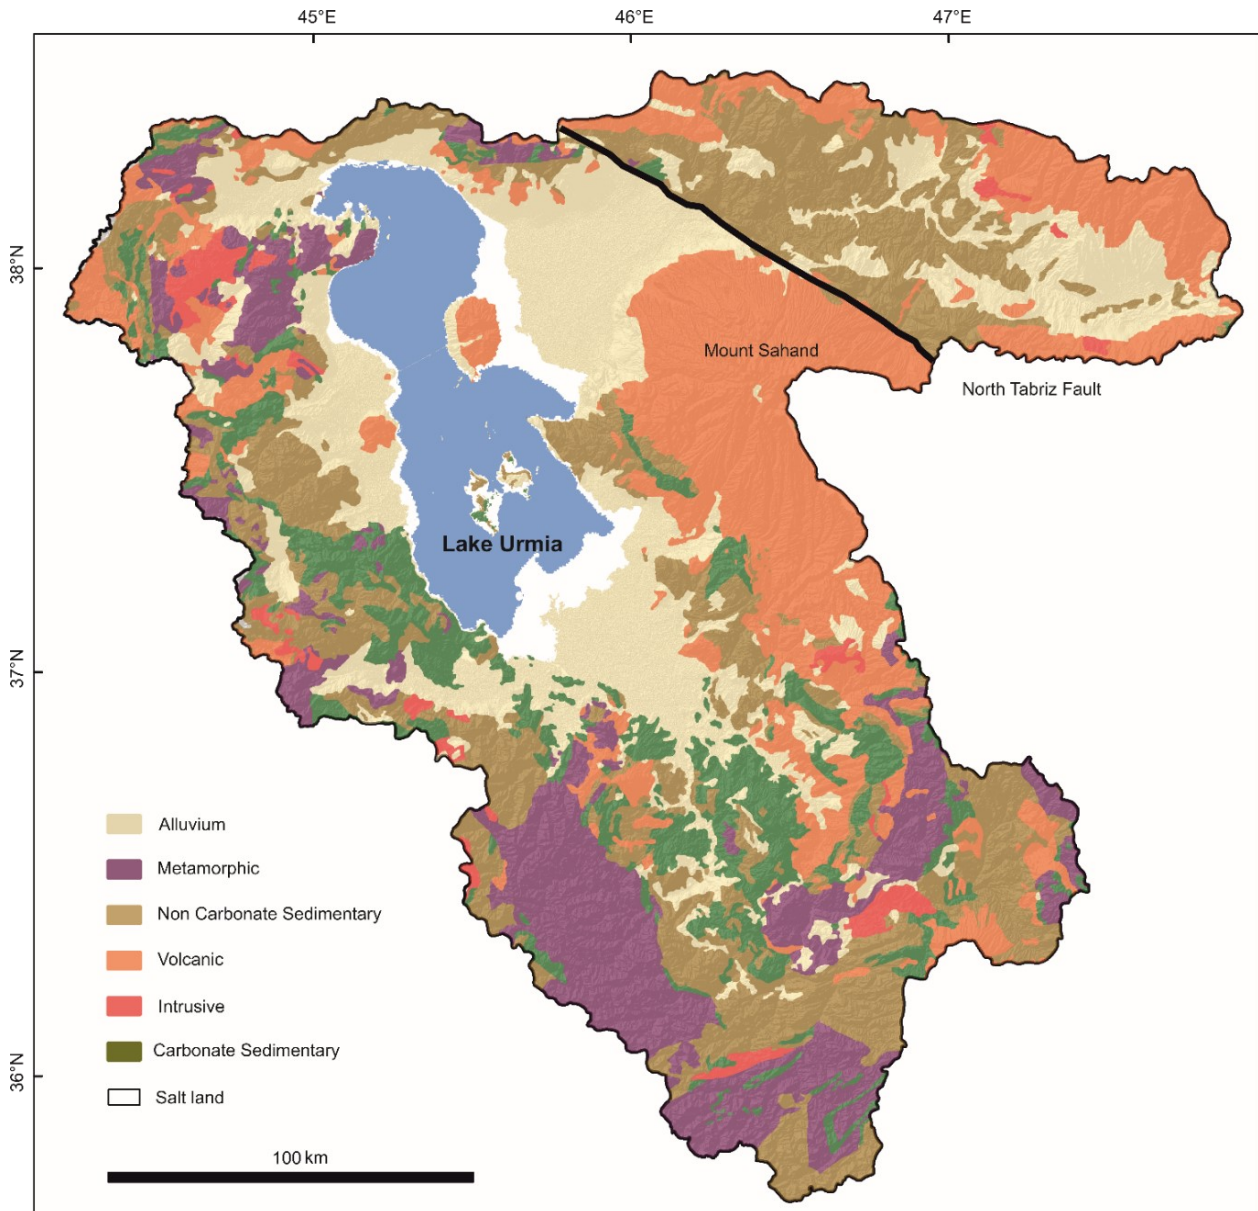 45°E
46°E
47°E
38°N
37°N
36°N
Mount Sahand
North Tabriz Fault
Lake Urmia
Alluvium
Metamorphic
Non Carbonate Sedimentary
Volcanic
Intrusive
Carbonate Sedimentary
Salt land
100 km